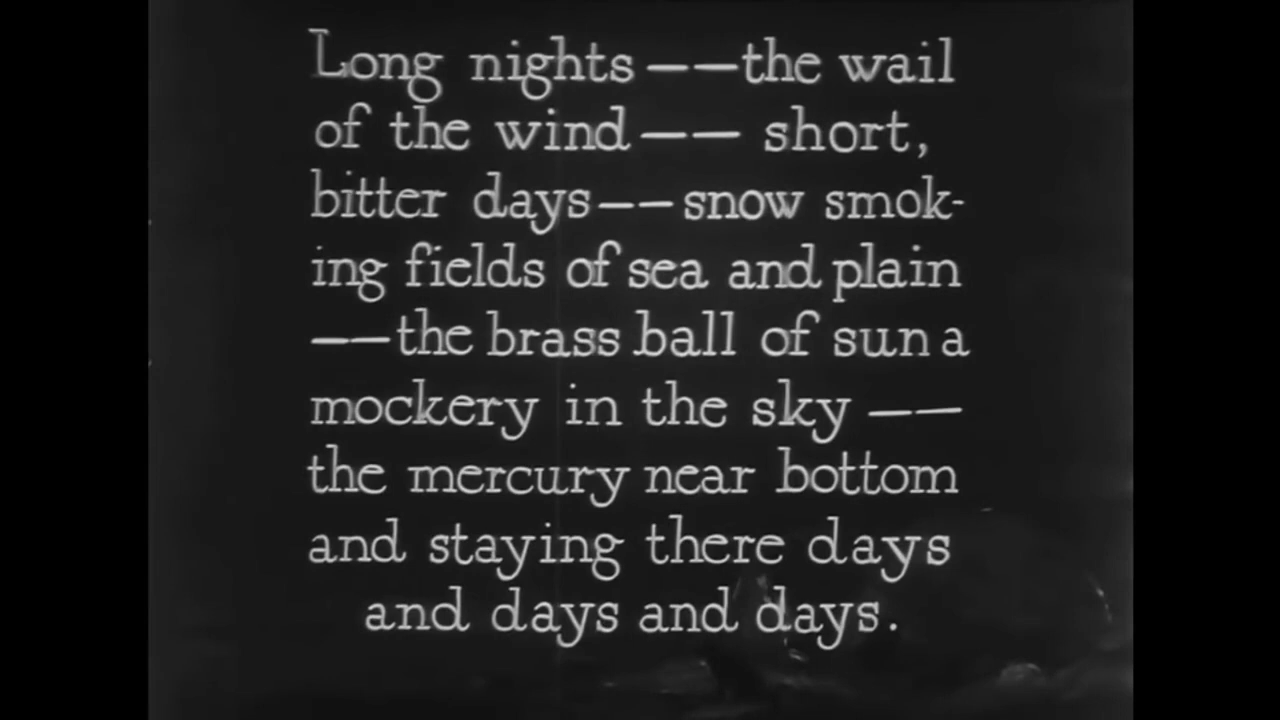 Long nights ——the wail
of the wind —— short,
bitter days——snow smok-
ing fields of sea and plain
——the brass ball of sun a
mockery in the sky ——
the mercury near bottom
and staying there days
and days and days.